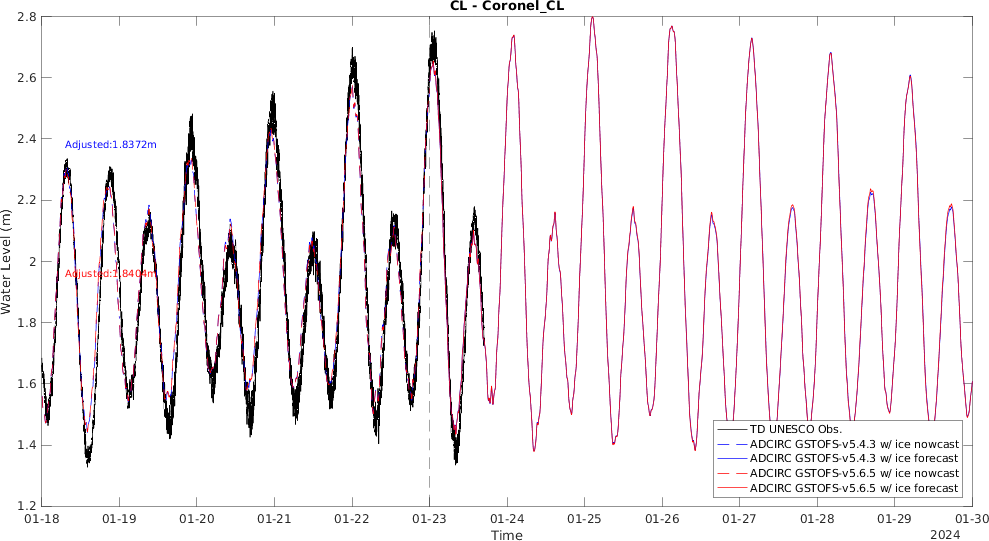 CL - Coronel_CL
2.8
2.6
2.4
2.2
2
1.8
1.6
1.4
1.2
Water Level (m)
Adjusted:1.8372m
Adjusted:1.8404m
TD UNESCO Obs.
ADCIRC GSTOFS-v5.4.3 w/ ice nowcast
ADCIRC GSTOFS-v5.4.3 w/ ice forecast
ADCIRC GSTOFS-v5.6.5 w/ ice nowcast
ADCIRC GSTOFS-v5.6.5 w/ ice forecast
01-18 01-19 01-20 01-21 01-22 01-23 01-24 01-25 01-26 01-27 01-28 01-29 01-30
Time
2024